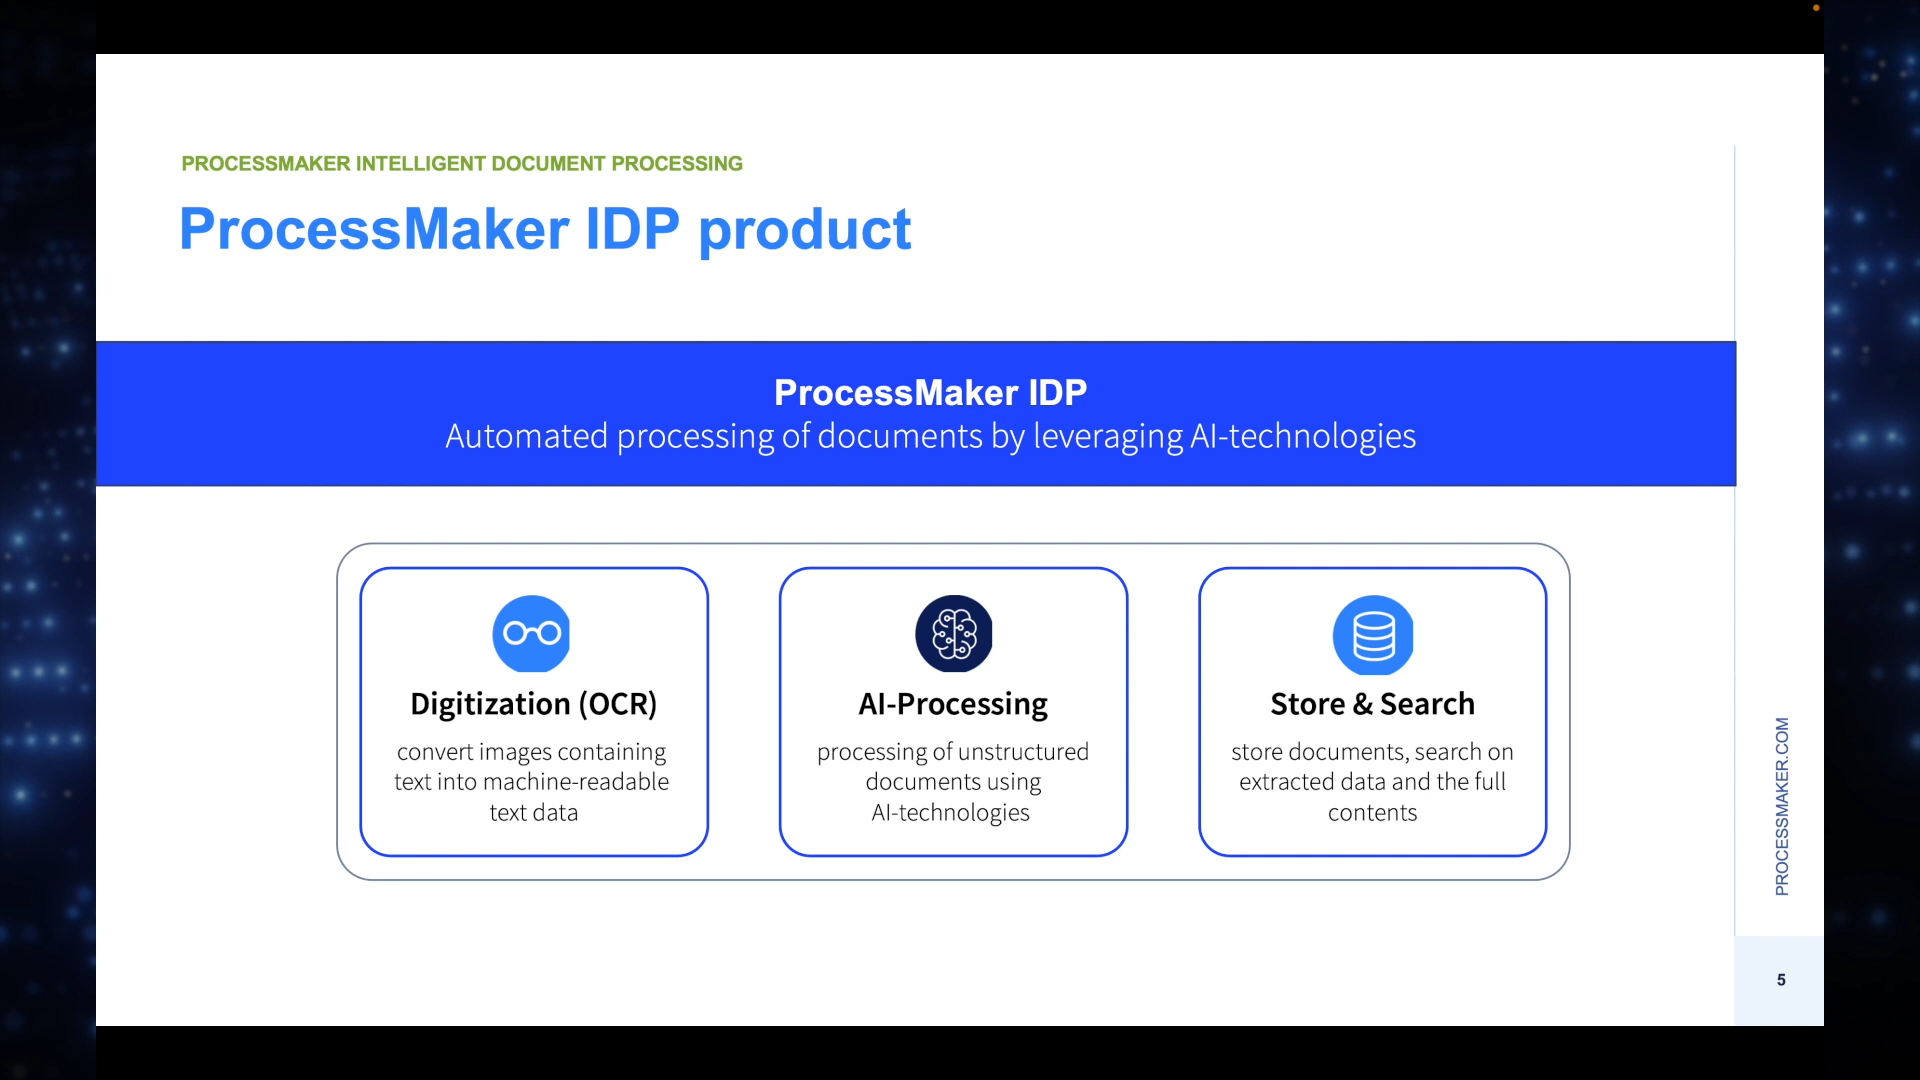 PROCESSMAKER INTELLIGENT DOCUMENT PROCESSING
ProcessMaker IDP product
ProcessMaker IDP
Automated processing of documents by leveraging AI-technologies
Digitization (OCR)
convert images containing
text into machine-readable
text data
AI-Processing
processing of unstructured
documents using
AI-technologies
Store & Search
store documents, search on
extracted data and the full
contents
PROCESSMAKER.COM
5